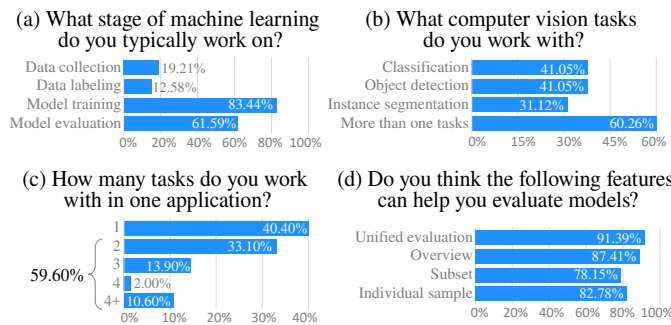 (a) What stage of machine learning
do you typically work on?
Data collection 19.21%
Data labeling 12.58%
Model training 83.44%
Model evaluation 61.59%
0% 20% 40% 60% 80% 100%
(b) What computer vision tasks
do you work with?
Classification 41.05%
Object detection 41.05%
Instance segmentation 31.12%
More than one tasks 60.26%
0% 15% 30% 45% 60%
(c) How many tasks do you work
with in one application?
1 40.40%
2 33.10%
3 13.90%
4 2.00%
4+ 10.60%
59.60%
0% 10% 20% 30% 40%
(d) Do you think the following features
can help you evaluate models?
Unified evaluation 91.39%
Overview 87.41%
Subset 78.15%
Individual sample 82.78%
0% 20% 40% 60% 80% 100%